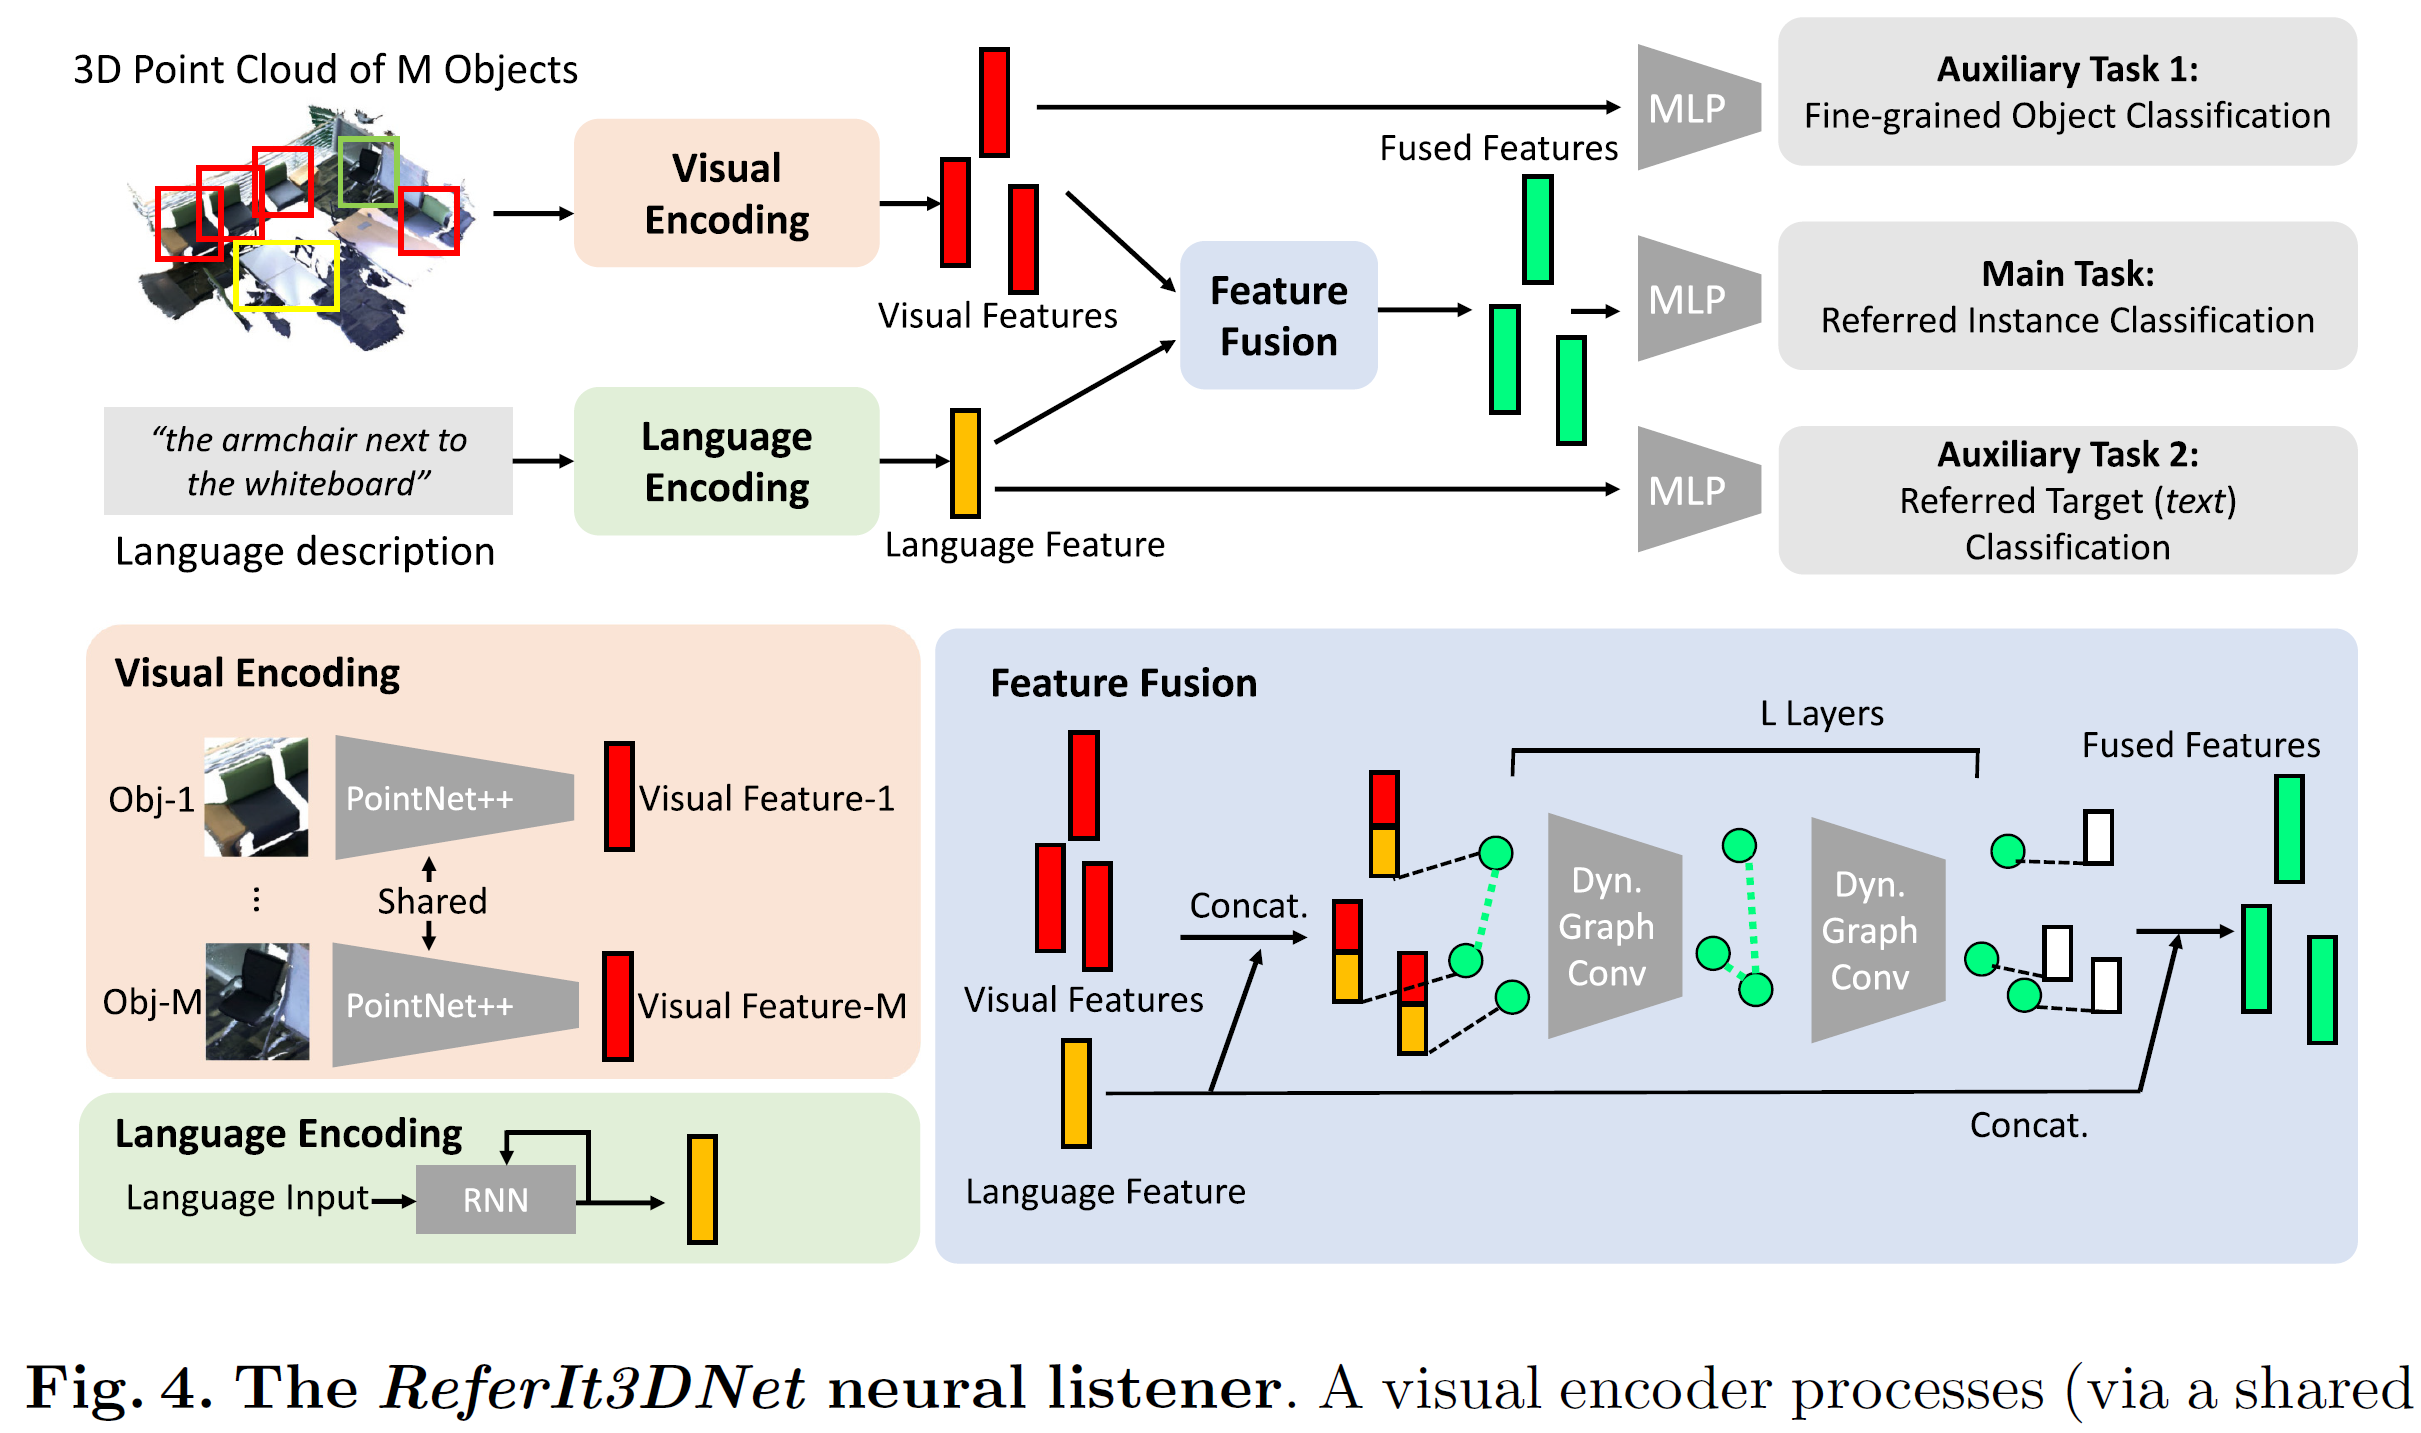 3D Point Cloud of M Objects
Visual
Encoding
Visual Features
"the armchair next to
the whiteboard"
Language description
Language
Encoding
Language Feature
Feature
Fusion
Fused Features
MLP
Auxiliary Task 1:
Fine-grained Object Classification
MLP
Main Task:
Referred Instance Classification
MLP
Auxiliary Task 2:
Referred Target (text)
Classification
Visual Encoding
Obj-1
PointNet++
Visual Feature-1
...
Shared
Obj-M
PointNet++
Visual Feature-M
Language Encoding
Language Input
RNN
Feature Fusion
Visual Features
Language Feature
Concat.
L Layers
Dyn.
Graph
Conv
Dyn.
Graph
Conv
Fused Features
Concat.
Fig. 4. The ReferIt3DNet neural listener. A visual encoder processes (via a shared